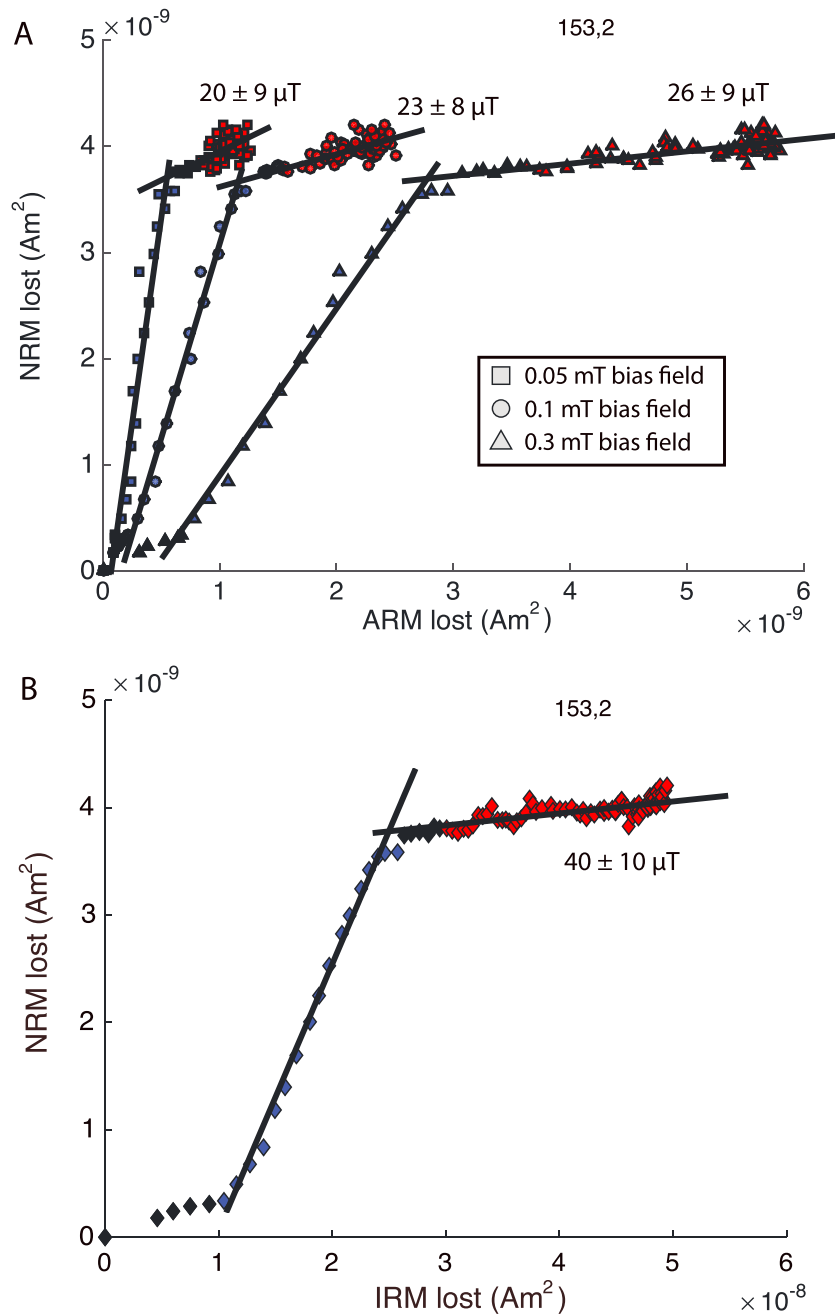 A
× 10⁻⁹
153,2
5
20 ± 9 µT
23 ± 8 µT
26 ± 9 µT
4
3
2
1
0
NRM lost (Am²)
0.05 mT bias field
0.1 mT bias field
0.3 mT bias field
0 1 2 3 4 5 6
ARM lost (Am²)
× 10⁻⁹
B
× 10⁻⁹
153,2
5
4
40 ± 10 µT
3
2
1
0
NRM lost (Am²)
0 1 2 3 4 5 6
IRM lost (Am²)
× 10⁻⁸